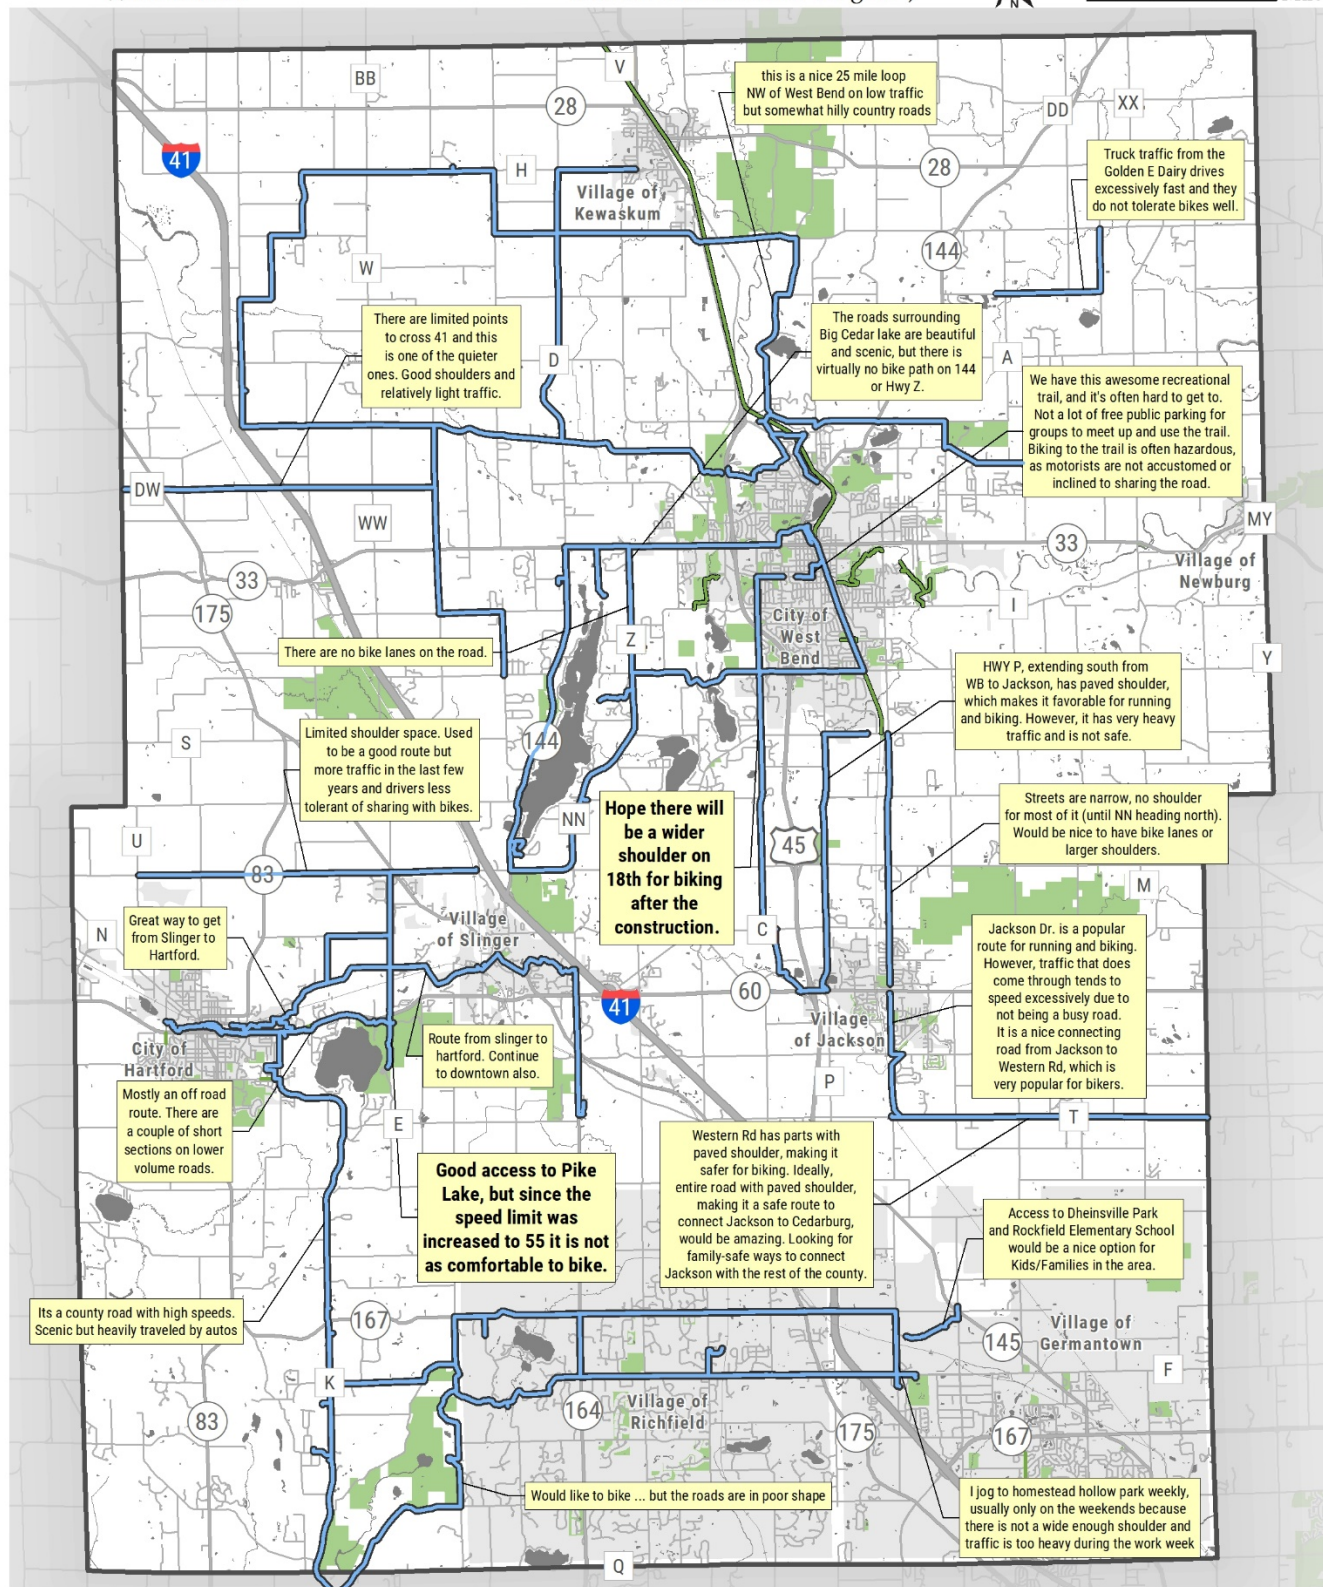 N
BB
V
28
this is a nice 25 mile loop
NW of West Bend on low traffic
but somewhat hilly country roads
DD
XX
41
H
Village of
Kewaskum
28
Truck traffic from the
Golden E Dairy drives
excessively fast and they
do not tolerate bikes well.
144
W
There are limited points
to cross 41 and this
is one of the quieter
ones. Good shoulders and
relatively light traffic.
D
The roads surrounding
Big Cedar lake are beautiful
and scenic, but there is
virtually no bike path on 144
or Hwy Z.
A
We have this awesome recreational
trail, and it's often hard to get to.
Not a lot of free public parking for
groups to meet up and use the trail.
Biking to the trail is often hazardous,
as motorists are not accustomed or
inclined to sharing the road.
DW
WW
MY
33
33
Village of
Newburg
175
I
City of
West
Bend
There are no bike lanes on the road.
Z
Y
HWY P, extending south from
WB to Jackson, has paved shoulder,
which makes it favorable for running
and biking. However, it has very heavy
traffic and is not safe.
S
Limited shoulder space. Used
to be a good route but
more traffic in the last few
years and drivers less
tolerant of sharing with bikes.
144
NN
Hope there will
be a wider
shoulder on
18th for biking
after the
construction.
45
Streets are narrow, no shoulder
for most of it (until NN heading north).
Would be nice to have bike lanes or
larger shoulders.
U
83
M
Great way to get
from Slinger to
Hartford.
N
Village
of Slinger
C
Jackson Dr. is a popular
route for running and biking.
However, traffic that does
come through tends to
speed excessively due to
not being a busy road.
It is a nice connecting
road from Jackson to
Western Rd, which is
very popular for bikers.
41
60
Village
of Jackson
City of
Hartford
Route from slinger to
hartford. Continue
to downtown also.
P
Mostly an off road
route. There are
a couple of short
sections on lower
volume roads.
E
T
Good access to Pike
Lake, but since the
speed limit was
increased to 55 it is not
as comfortable to bike.
Western Rd has parts with
paved shoulder, making it
safer for biking. Ideally,
entire road with paved shoulder,
making it a safe route to
connect Jackson to Cedarburg,
would be amazing. Looking for
family-safe ways to connect
Jackson with the rest of the county.
Access to Dheinsville Park
and Rockfield Elementary School
would be a nice option for
Kids/Families in the area.
Its a county road with high speeds.
Scenic but heavily traveled by autos
167
145
Village of
Germantown
K
F
83
164
Village of
Richfield
175
167
Would like to bike ... but the roads are in poor shape
I jog to homestead hollow park weekly,
usually only on the weekends because
there is not a wide enough shoulder and
traffic is too heavy during the work week
Q